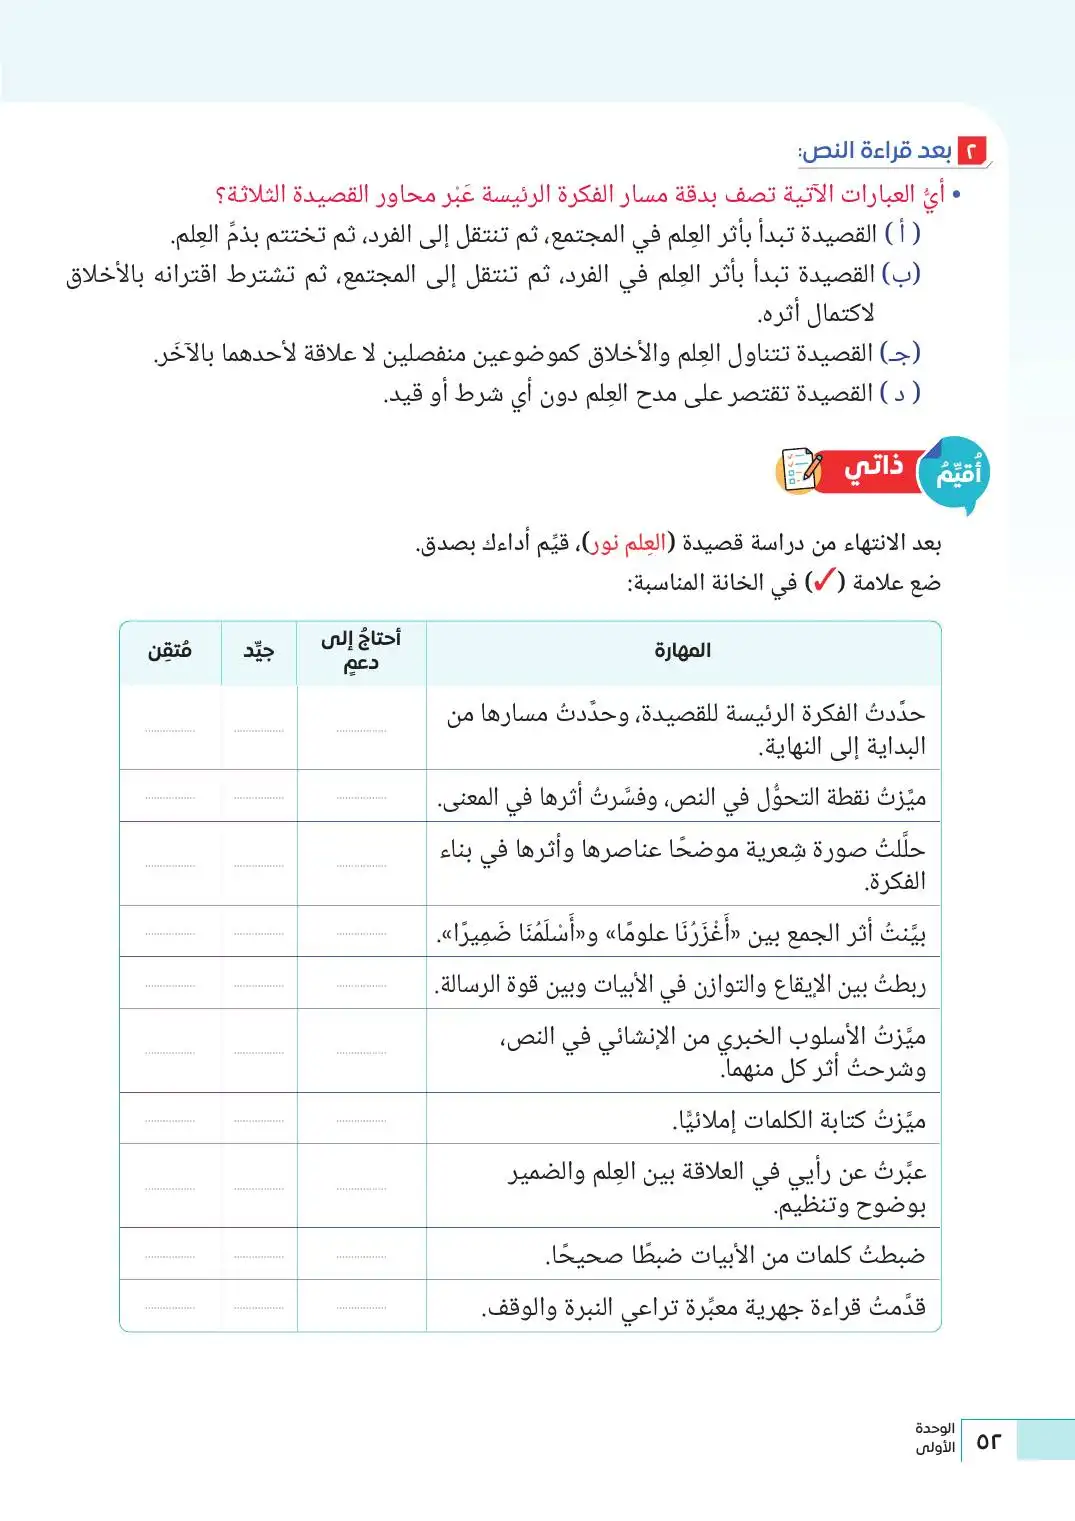 ٢ بعد قراءة النص:
• أيُّ العبارات الآتية تصف بدقة مسار الفكرة الرئيسة عَبْر محاور القصيدة الثلاثة؟
( أ ) القصيدة تبدأ بأثر العِلم في المجتمع، ثم تنتقل إلى الفرد، ثم تختتم بذمِّ العِلم.
(ب) القصيدة تبدأ بأثر العِلم في الفرد، ثم تنتقل إلى المجتمع، ثم تشترط اقترانه بالأخلاق
لاكتمال أثره.
(جـ) القصيدة تتناول العِلم والأخلاق كموضوعين منفصلين لا علاقة لأحدهما بالآخَر.
( د ) القصيدة تقتصر على مدح العِلم دون أي شرط أو قيد.
أُقيِّمُ ذاتي
بعد الانتهاء من دراسة قصيدة (العِلم نور)، قيِّم أداءك بصدق.
ضع علامة (✓) في الخانة المناسبة:
المهارة أحتاجُ إلى دعمٍ جيِّد مُتقِن
حدَّدتُ الفكرة الرئيسة للقصيدة، وحدَّدتُ مسارها من
البداية إلى النهاية.
ميَّزتُ نقطة التحوُّل في النص، وفسَّرتُ أثرها في المعنى.
حلَّلتُ صورة شِعرية موضحًا عناصرها وأثرها في بناء
الفكرة.
بيَّنتُ أثر الجمع بين «أَغْزَرُنَا علومًا» و«أَسْلَمُنَا ضَمِيرًا».
ربطتُ بين الإيقاع والتوازن في الأبيات وبين قوة الرسالة.
ميَّزتُ الأسلوب الخبري من الإنشائي في النص،
وشرحتُ أثر كل منهما.
ميَّزتُ كتابة الكلمات إملائيًّا.
عبَّرتُ عن رأيي في العلاقة بين العِلم والضمير
بوضوح وتنظيم.
ضبطتُ كلمات من الأبيات ضبطًا صحيحًا.
قدَّمتُ قراءة جهرية معبِّرة تراعي النبرة والوقف.
٥٢ الوحدة
الأولى